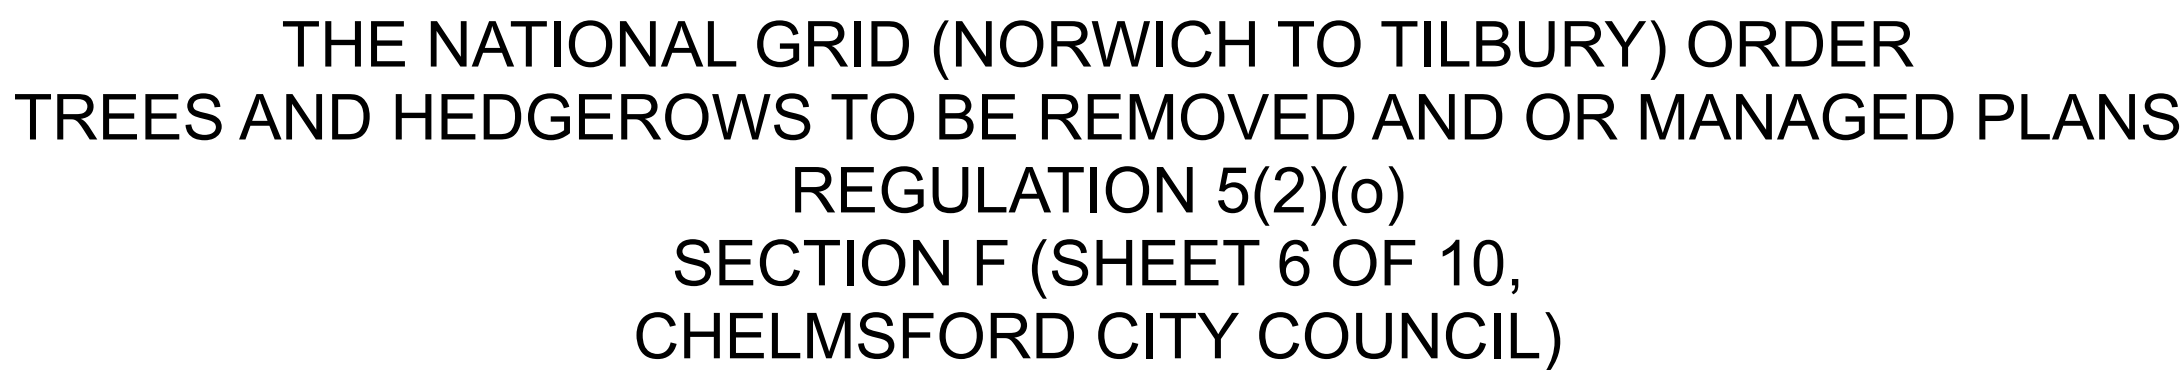 THE NATIONAL GRID (NORWICH TO TILBURY) ORDER
TREES AND HEDGEROWS TO BE REMOVED AND OR MANAGED PLANS
REGULATION 5(2)(o)
SECTION F (SHEET 6 OF 10,
CHELMSFORD CITY COUNCIL)